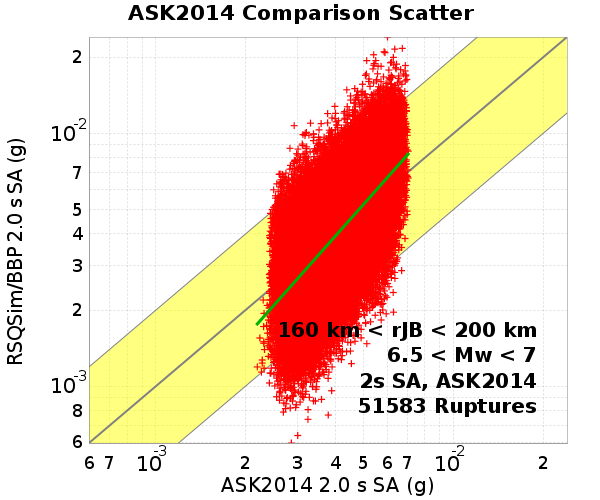 ASK2014 Comparison Scatter
RSQSim/BBP 2.0 s SA (g)
2
10-2
7
5
4
3
2
10-3
8
6
160 km < rJB < 200 km
6.5 < Mw < 7
2s SA, ASK2014
51583 Ruptures
6 7 10-3 2 3 4 5 6 7 10-2 2
ASK2014 2.0 s SA (g)